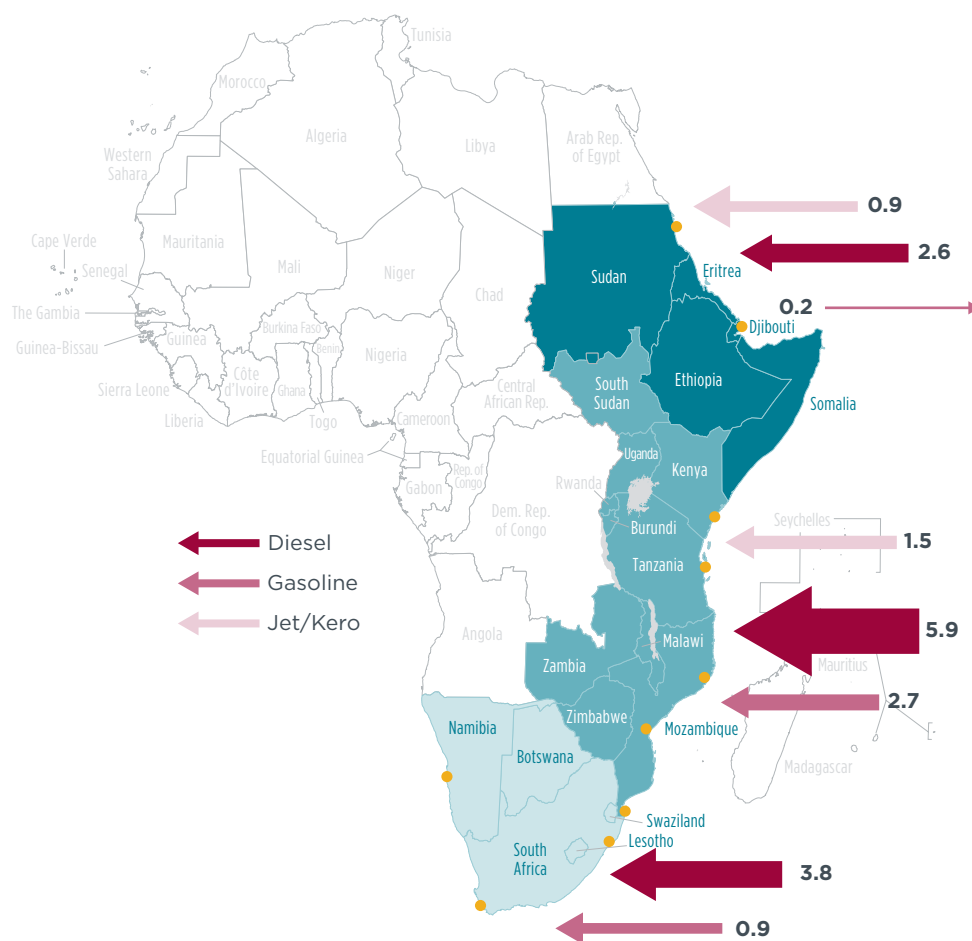 Tunisia
Morocco
Algeria
Libya
Arab Rep.
of Egypt
Western
Sahara
0.9
Cape Verde
Mauritania
Mali
Niger
Chad
Sudan
Eritrea
2.6
Senegal
0.2
The Gambia
Burkina Faso
Djibouti
Guinea-Bissau
Guinea
Benin
Nigeria
Côte
d'Ivoire
Ghana
Central
African Rep.
South
Sudan
Ethiopia
Sierra Leone
Somalia
Liberia
Togo
Cameroon
Equatorial Guinea
Uganda
Kenya
Gabon
Rep. of
Congo
Rwanda
Dem. Rep.
of Congo
Burundi
Seychelles
Diesel
1.5
Tanzania
Gasoline
Jet/Kero
Angola
Malawi
5.9
Zambia
Mauritius
2.7
Zimbabwe
Namibia
Mozambique
Botswana
Madagascar
Swaziland
Lesotho
South
Africa
3.8
0.9